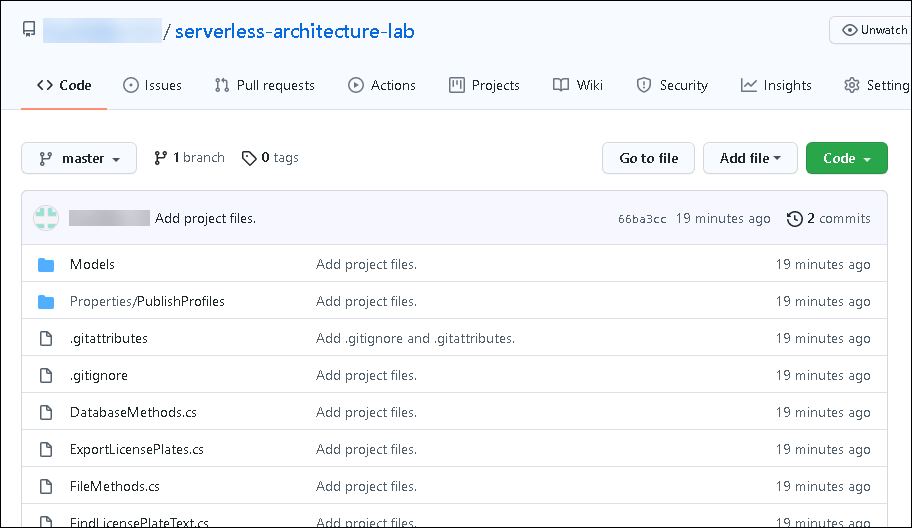 / serverless-architecture-lab
Unwatch
Code Issues Pull requests Actions Projects Wiki Security Insights Setting
master 1 branch 0 tags Go to file Add file Code
Add project files. 66ba3cc 19 minutes ago 2 commits
Models Add project files. 19 minutes ago
Properties/PublishProfiles Add project files. 19 minutes ago
.gitattributes Add .gitignore and .gitattributes. 19 minutes ago
.gitignore Add project files. 19 minutes ago
DatabaseMethods.cs Add project files. 19 minutes ago
ExportLicensePlates.cs Add project files. 19 minutes ago
FileMethods.cs Add project files. 19 minutes ago
FindLicensePlateText.cs Add project files. 19 minutes ago